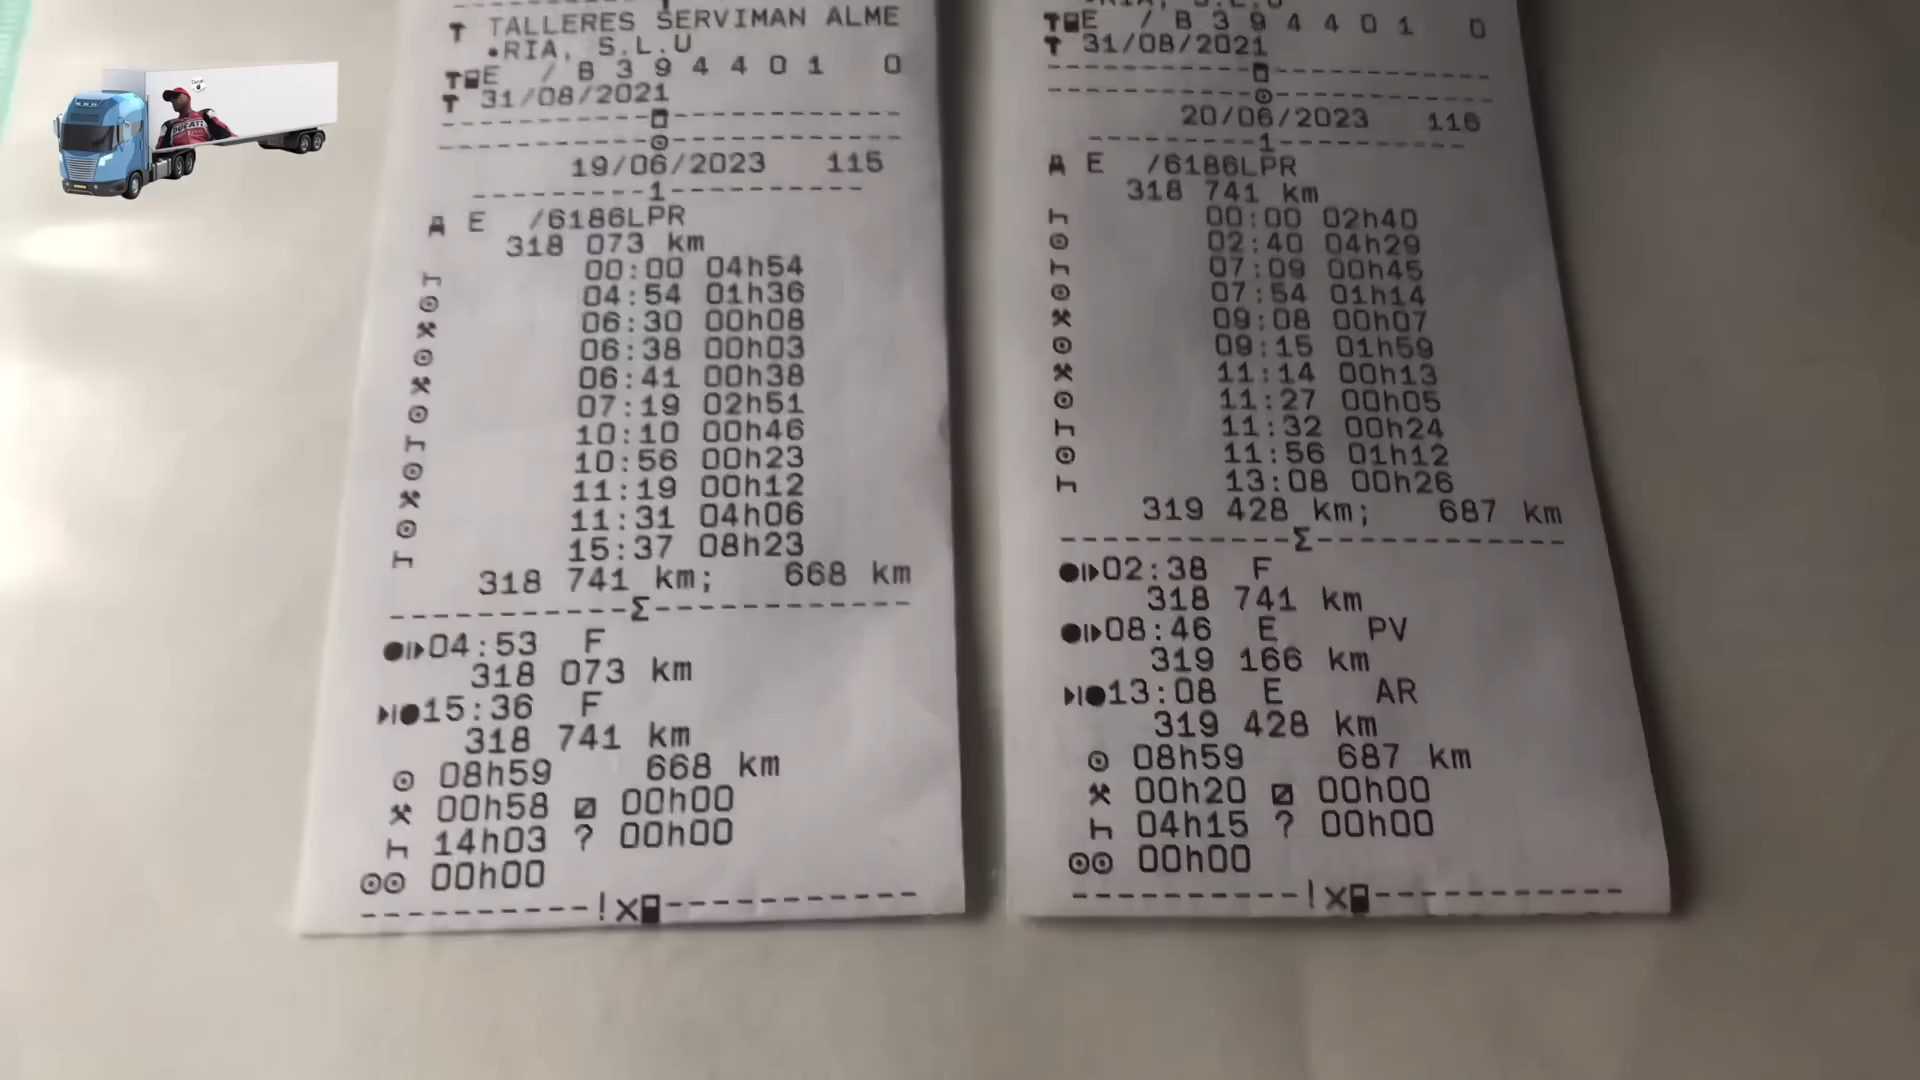 TALLERES SERVIMAN ALME
RIA, S.L.U
E / B 3 9 4 4 0 1 0
31/08/2021
19/06/2023 115
1
A E /6186LPR
318 073 km
00:00 04h54
04:54 01h36
06:30 00h08
06:38 00h03
06:41 00h38
07:19 02h51
10:10 00h46
10:56 00h23
11:19 00h12
11:31 04h06
15:37 08h23
318 741 km; 668 km
Σ
04:53 F
318 073 km
15:36 F
318 741 km
08h59 668 km
00h58 00h00
14h03 ? 00h00
00h00
!x
E / B 3 9 4 4 0 1 0
31/08/2021
20/06/2023 116
1
A E /6186LPR
318 741 km
00:00 02h40
02:40 04h29
07:09 00h45
07:54 01h14
09:08 00h07
09:15 01h59
11:14 00h13
11:27 00h05
11:32 00h24
11:56 01h12
13:08 00h26
319 428 km; 687 km
Σ
02:38 F
318 741 km
08:46 E PV
319 166 km
13:08 E AR
319 428 km
08h59 687 km
00h20 00h00
04h15 ? 00h00
00h00
!x
DUCATI